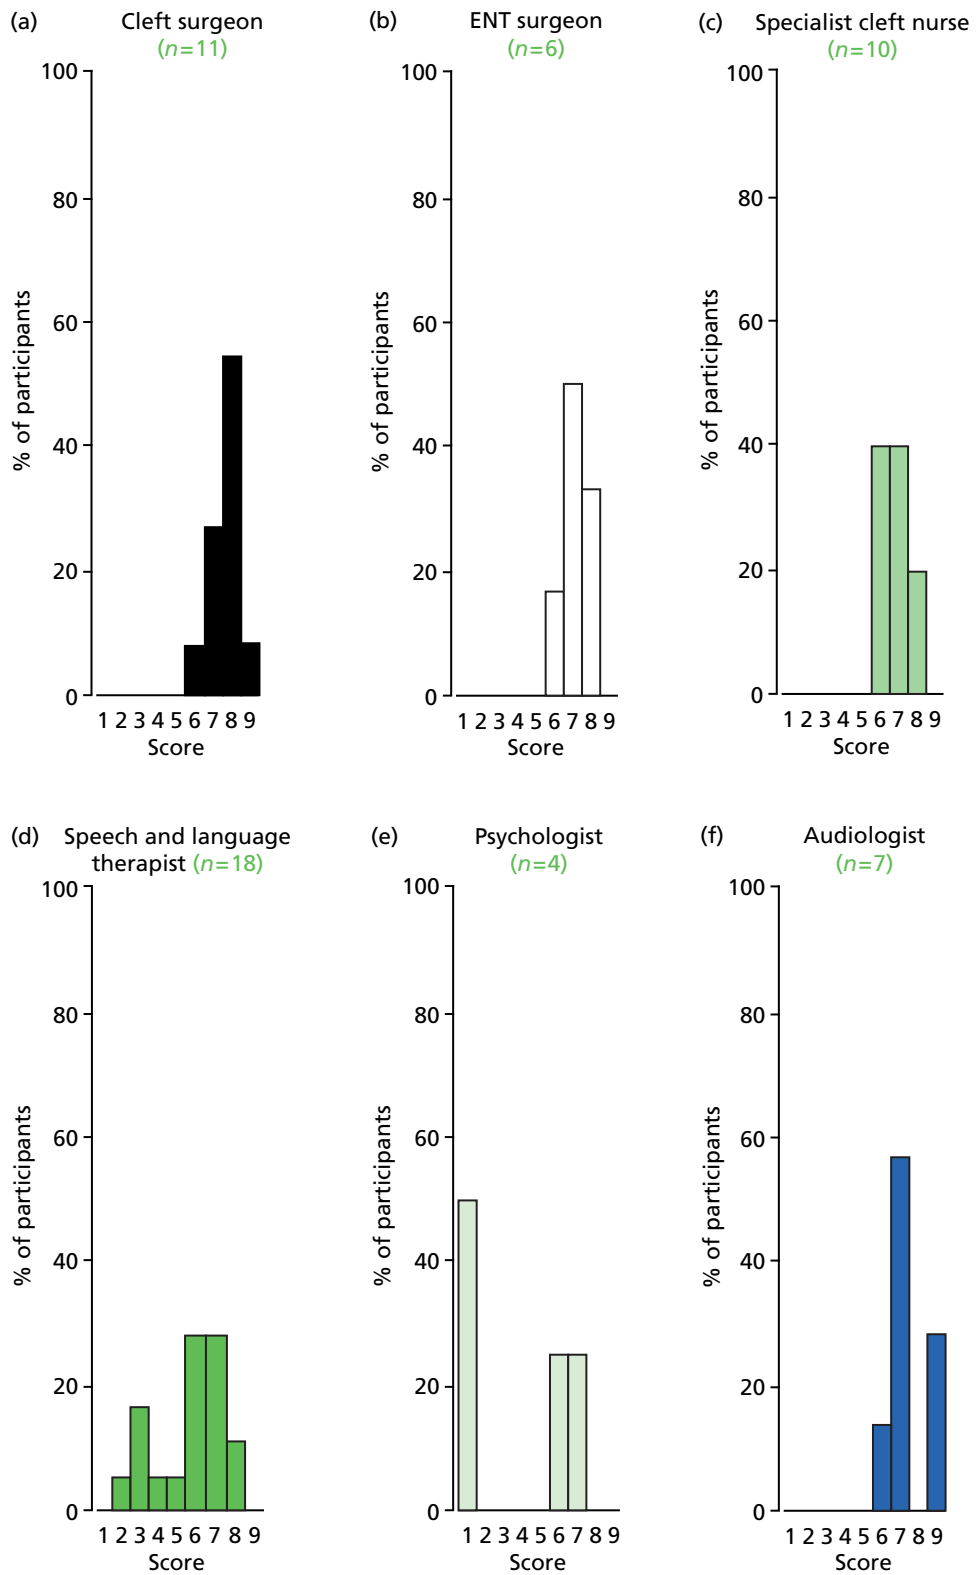 (a) Cleft surgeon
(n=11)
100
80
60
40
20
0
% of participants
1 2 3 4 5 6 7 8 9
Score
(b) ENT surgeon
(n=6)
100
80
60
40
20
0
% of participants
1 2 3 4 5 6 7 8 9
Score
(c) Specialist cleft nurse
(n=10)
100
80
60
40
20
0
% of participants
1 2 3 4 5 6 7 8 9
Score
(d) Speech and language
therapist (n=18)
100
80
60
40
20
0
% of participants
1 2 3 4 5 6 7 8 9
Score
(e) Psychologist
(n=4)
100
80
60
40
20
0
% of participants
1 2 3 4 5 6 7 8 9
Score
(f) Audiologist
(n=7)
100
80
60
40
20
0
% of participants
1 2 3 4 5 6 7 8 9
Score